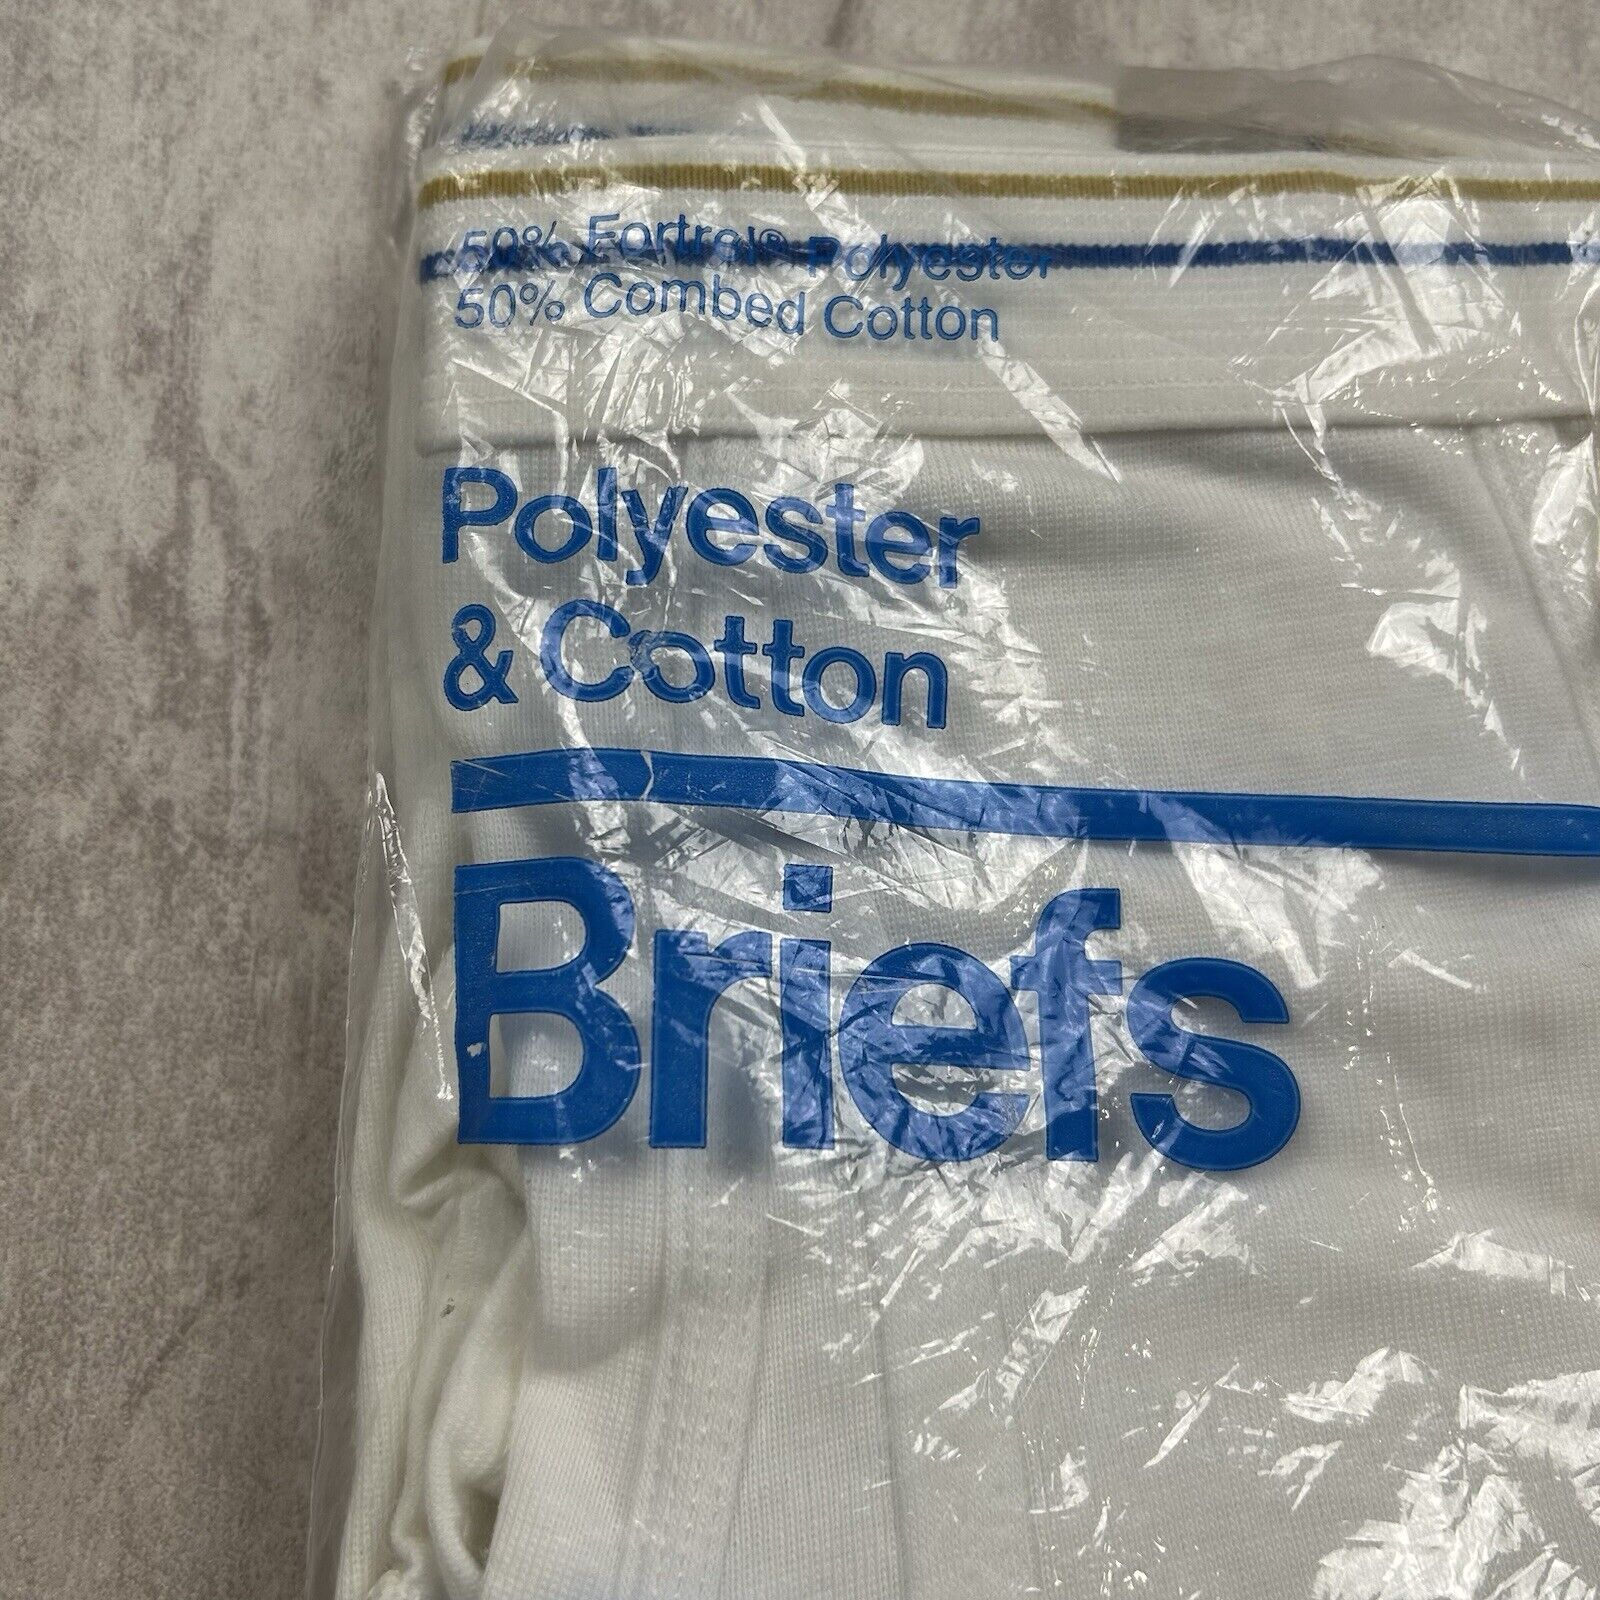 50% Fortrel® Polyester
50% Combed Cotton
Polyester
& Cotton
Briefs